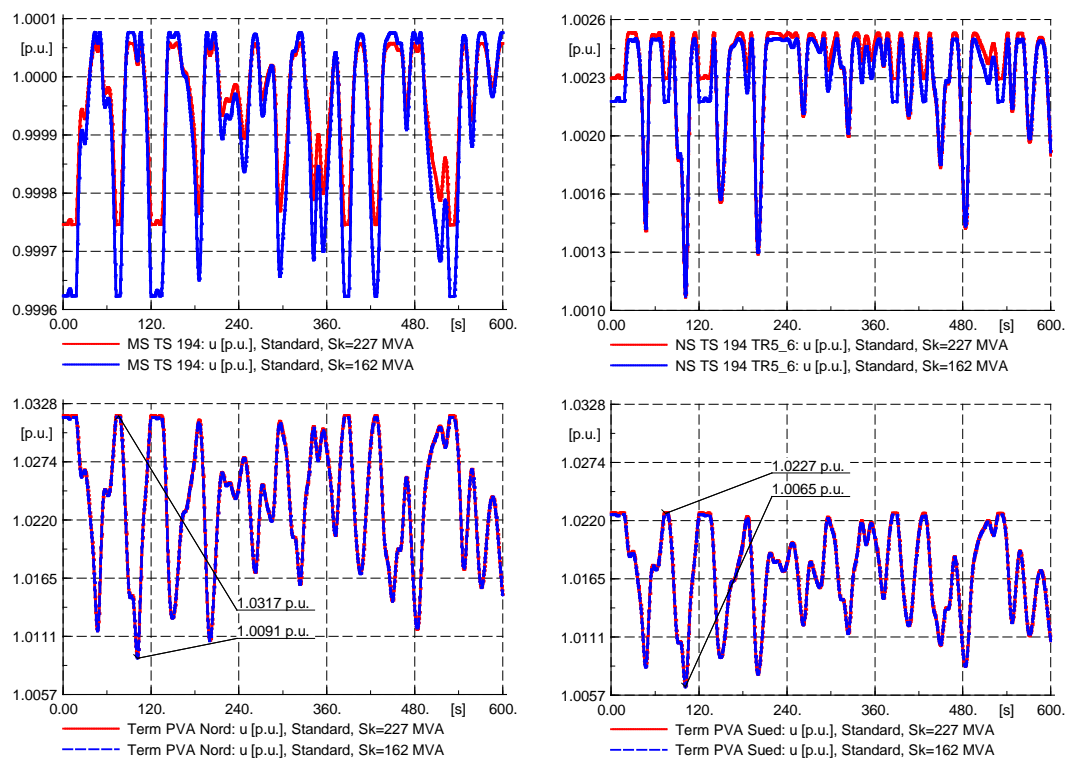 1.0001
[p.u.]
1.0000
0.9999
0.9998
0.9997
0.9996
0.00
120.
240.
360.
480.
[s]
600.
MS TS 194: u [p.u.], Standard, Sk=227 MVA
MS TS 194: u [p.u.], Standard, Sk=162 MVA
1.0026
[p.u.]
1.0023
1.0020
1.0016
1.0013
1.0010
0.00
120.
240.
360.
[s]
480.
600.
NS TS 194 TR5_6: u [p.u.], Standard, Sk=227 MVA
NS TS 194 TR5_6: u [p.u.], Standard, Sk=162 MVA
1.0328
[p.u.]
1.0274
1.0220
1.0165
1.0111
1.0057
1.0317 p.u.
1.0091 p.u.
0.00
120.
240.
360.
480.
[s]
600.
Term PVA Nord: u [p.u.], Standard, Sk=227 MVA
Term PVA Nord: u [p.u.], Standard, Sk=162 MVA
1.0328
[p.u.]
1.0274
1.0220
1.0165
1.0111
1.0057
1.0227 p.u.
1.0065 p.u.
0.00
120.
240.
360.
480.
[s]
600.
Term PVA Sued: u [p.u.], Standard, Sk=227 MVA
Term PVA Sued: u [p.u.], Standard, Sk=162 MVA